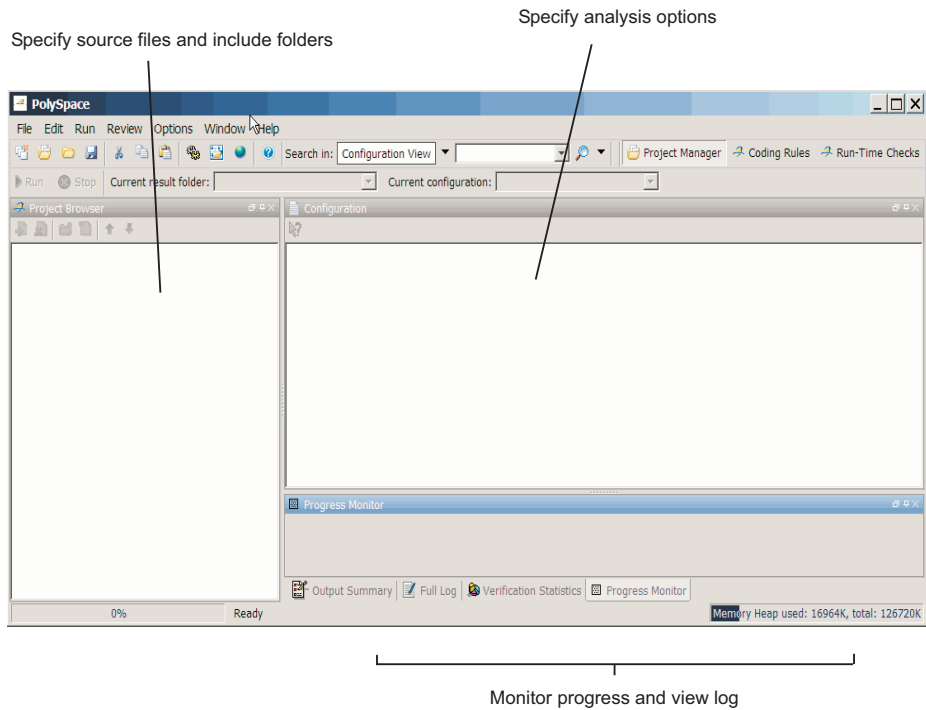 Specify analysis options
Specify source files and include folders
PolySpace
File Edit Run Review Options Window Help
Search in: Configuration View Project Manager Coding Rules Run-Time Checks
Run Stop Current result folder: Current configuration:
Project Browser Configuration
Progress Monitor
Output Summary Full Log Verification Statistics Progress Monitor
0% Ready Memory Heap used: 16964K, total: 126720K
Monitor progress and view log